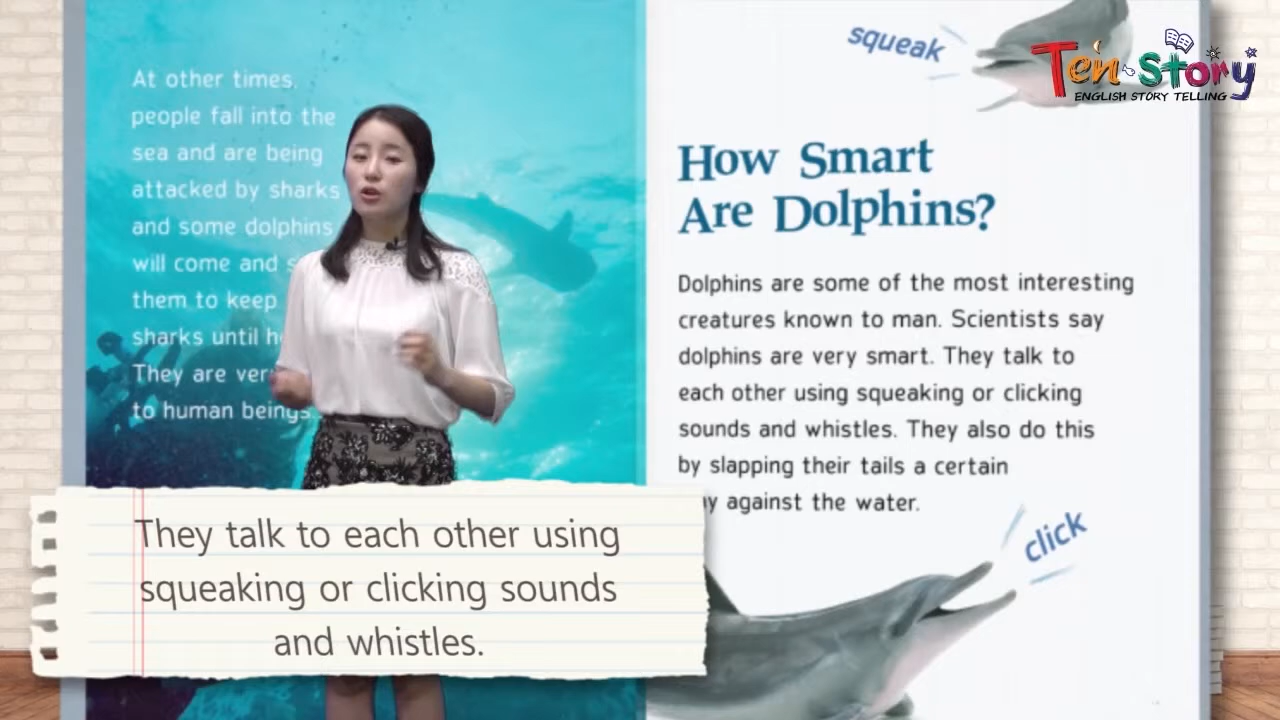 At other times,
people fall into the
sea and are being
attacked by sharks
and some dolphins
will come and
them to keep
sharks until
They are
to human beings.
squeak
Ten Story
ENGLISH STORY TELLING
How Smart
Are Dolphins?
Dolphins are some of the most interesting
creatures known to man. Scientists say
dolphins are very smart. They talk to
each other using squeaking or clicking
sounds and whistles. They also do this
by slapping their tails a certain
against the water.
click
They talk to each other using
squeaking or clicking sounds
and whistles.